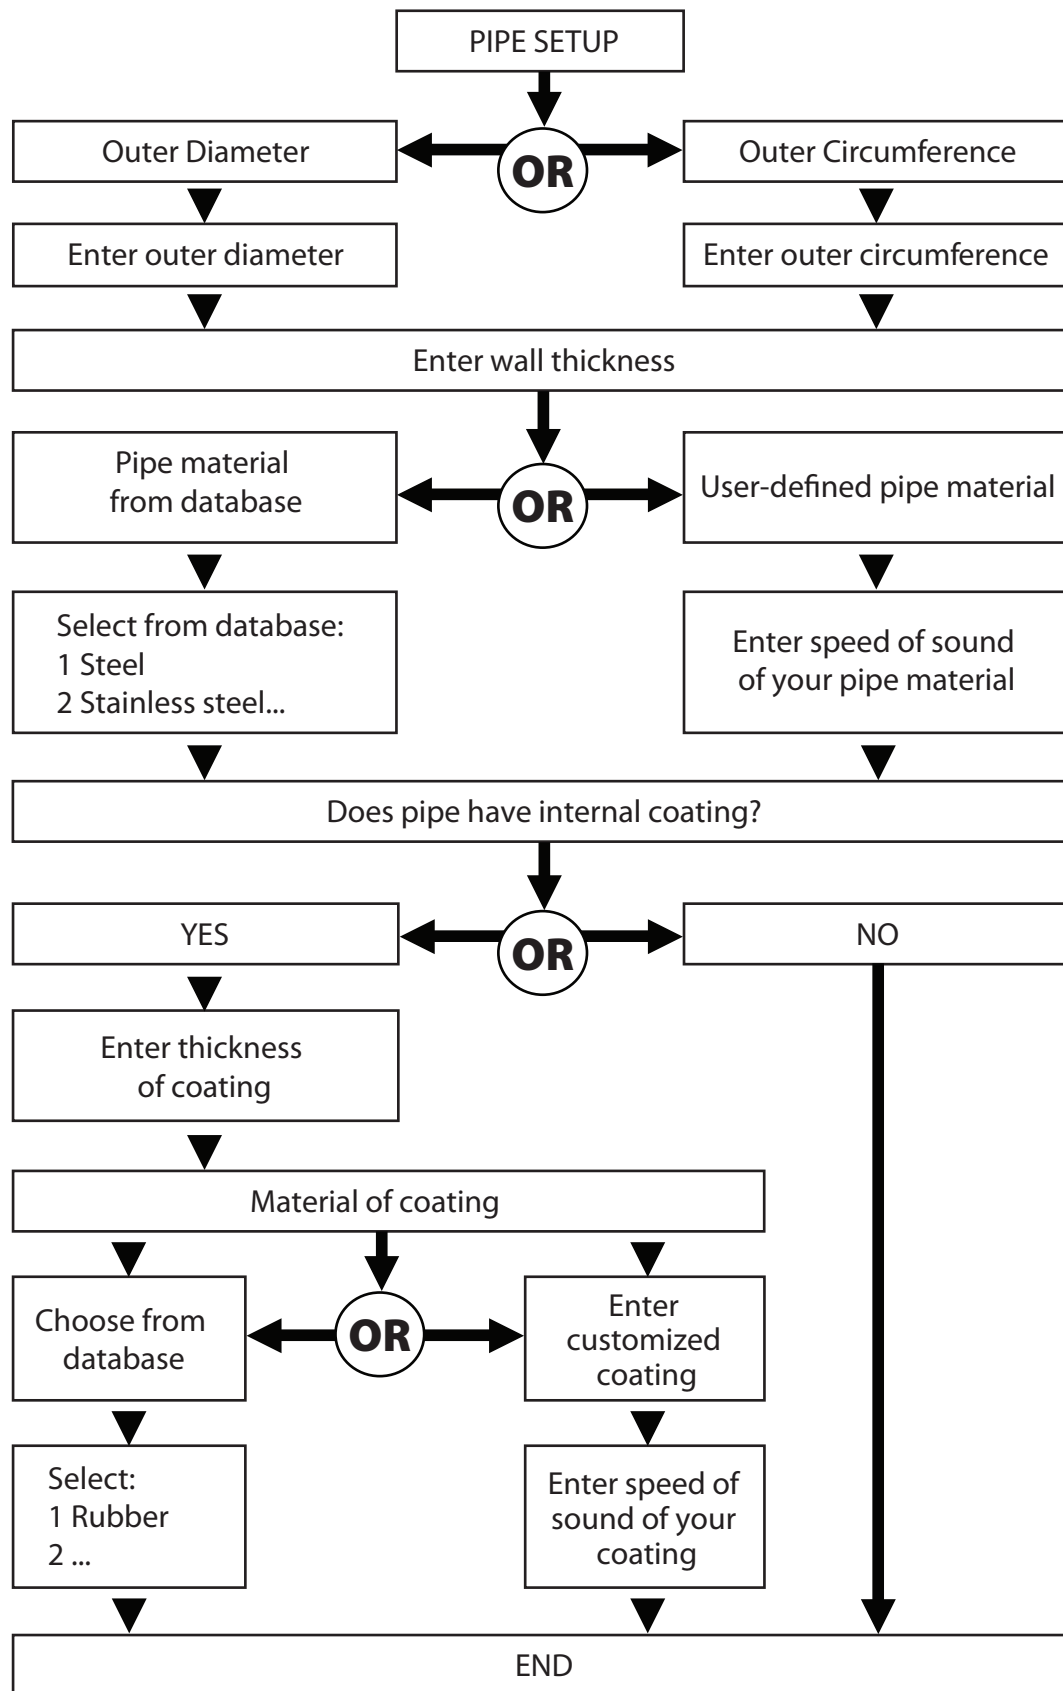 PIPE SETUP
Outer Diameter
OR
Outer Circumference
Enter outer diameter
Enter outer circumference
Enter wall thickness
Pipe material
from database
OR
User-defined pipe material
Select from database:
1 Steel
2 Stainless steel...
Enter speed of sound
of your pipe material
Does pipe have internal coating?
YES
OR
NO
Enter thickness
of coating
Material of coating
Choose from
database
OR
Enter
customized
coating
Select:
1 Rubber
2 ...
Enter speed of
sound of your
coating
END